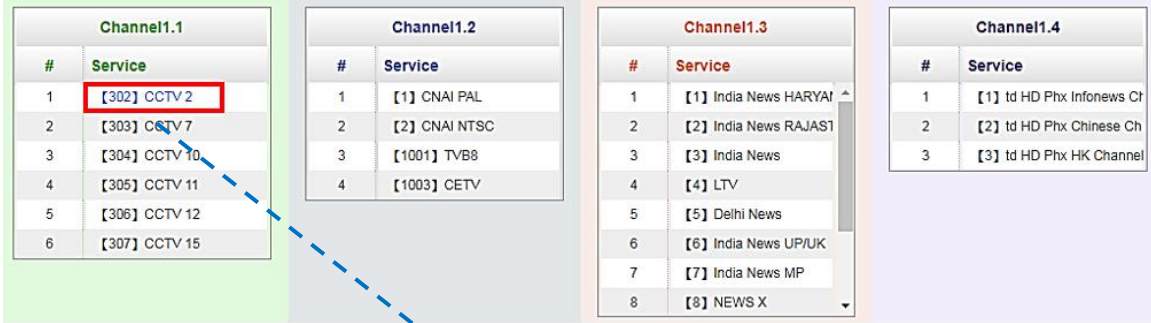 Channel1.1
# Service
1 【302】 CCTV 2
2 【303】 CCTV 7
3 【304】 CCTV 10
4 【305】 CCTV 11
5 【306】 CCTV 12
6 【307】 CCTV 15
Channel1.2
# Service
1 【1】 CNAI PAL
2 【2】 CNAI NTSC
3 【1001】 TVB8
4 【1003】 CETV
Channel1.3
# Service
1 【1】 India News HARYAN
2 【2】 India News RAJAST
3 【3】 India News
4 【4】 LTV
5 【5】 Delhi News
6 【6】 India News UP/UK
7 【7】 India News MP
8 【8】 NEWS X
Channel1.4
# Service
1 【1】 td HD Phx Infonews Ch
2 【2】 td HD Phx Chinese Ch
3 【3】 td HD Phx HK Channel